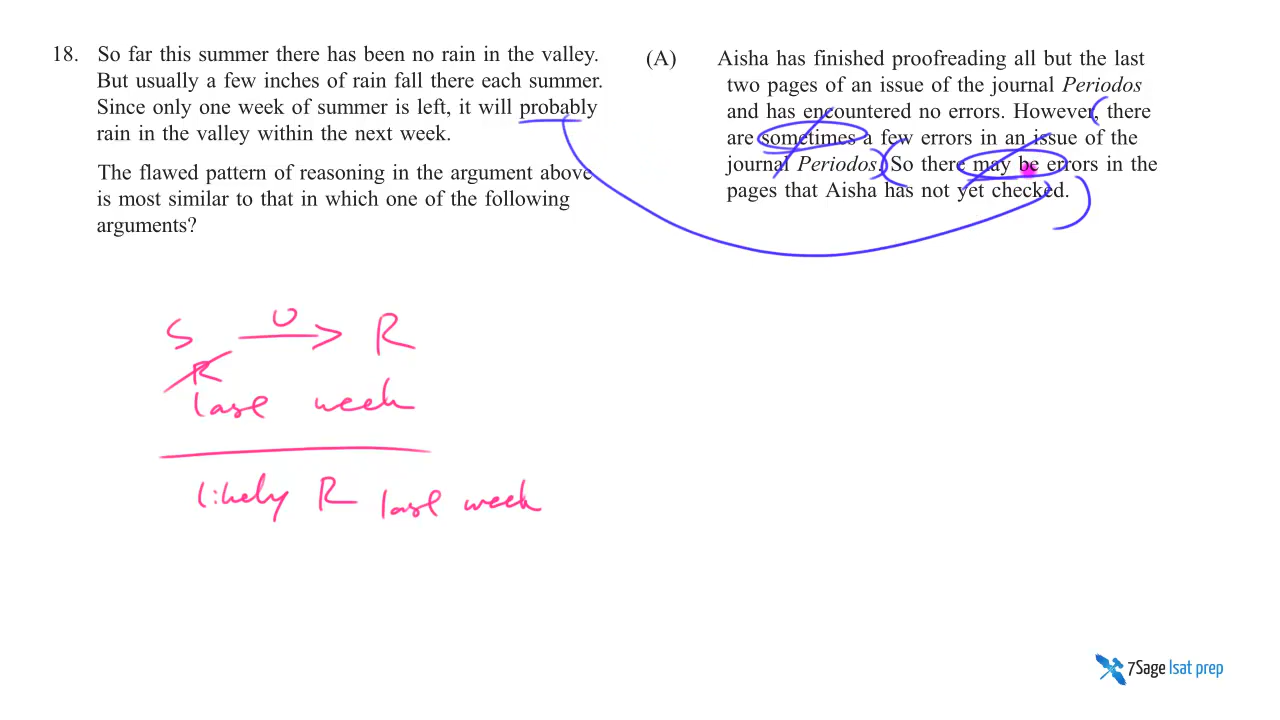 18. So far this summer there has been no rain in the valley.
But usually a few inches of rain fall there each summer.
Since only one week of summer is left, it will probably
rain in the valley within the next week.
The flawed pattern of reasoning in the argument above
is most similar to that in which one of the following
arguments?
(A) Aisha has finished proofreading all but the last
two pages of an issue of the journal Periodos
and has encountered no errors. However, there
are sometimes a few errors in an issue of the
journal Periodos. So there may be errors in the
pages that Aisha has not yet checked.
S U R
R
last week
likely R last week
7Sage lsat prep